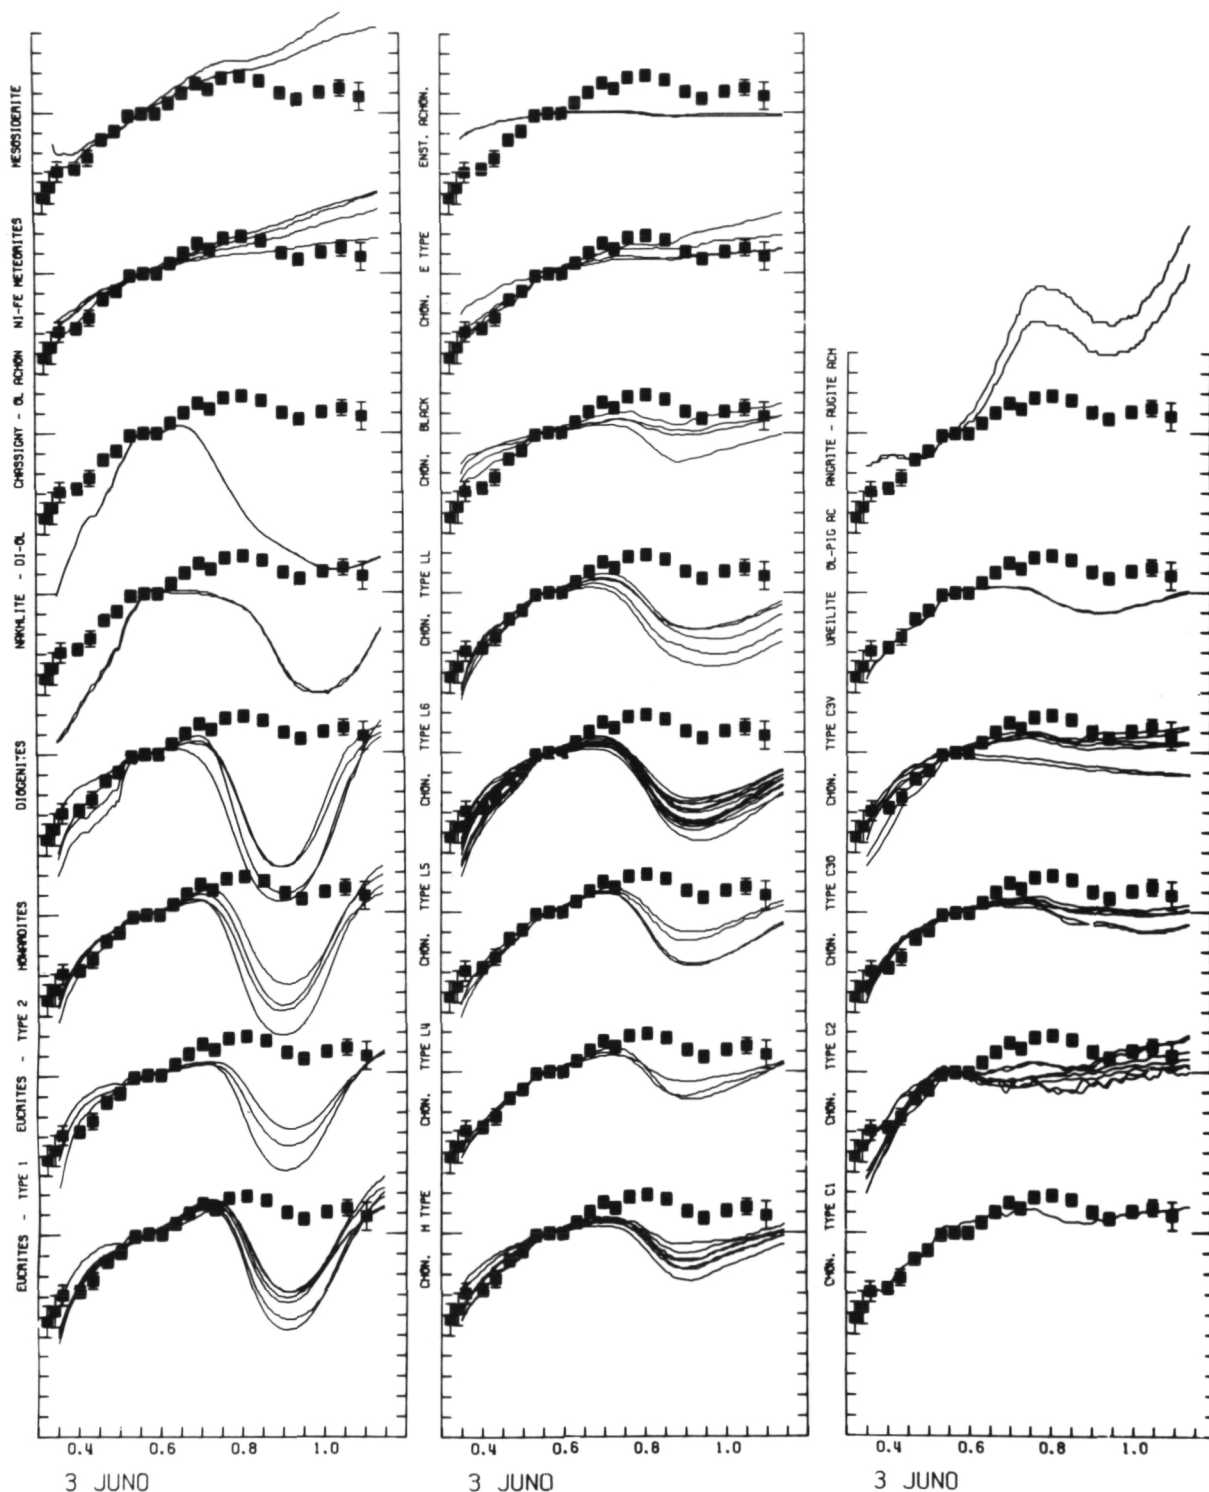 MESOSIDERITE
NI-FE METEORITES
CHASSIGNY - OL ACHON
NAKHLITE - DI-OL
DIOGENITES
HOWARDITES
EUCRITES - TYPE 2
EUCRITES - TYPE 1
0.4 0.6 0.8 1.0
3 JUNO
ENST. ACHON.
CHON. E TYPE
CHON. BLACK
CHON. TYPE LL
CHON. TYPE L6
CHON. TYPE L5
CHON. TYPE L4
CHON. H TYPE
0.4 0.6 0.8 1.0
3 JUNO
ANGRITE - AUGITE ACH
UREILITE OL-PIG AC
CHON. TYPE C3V
CHON. TYPE C3O
CHON. TYPE C2
CHON. TYPE C1
0.4 0.6 0.8 1.0
3 JUNO